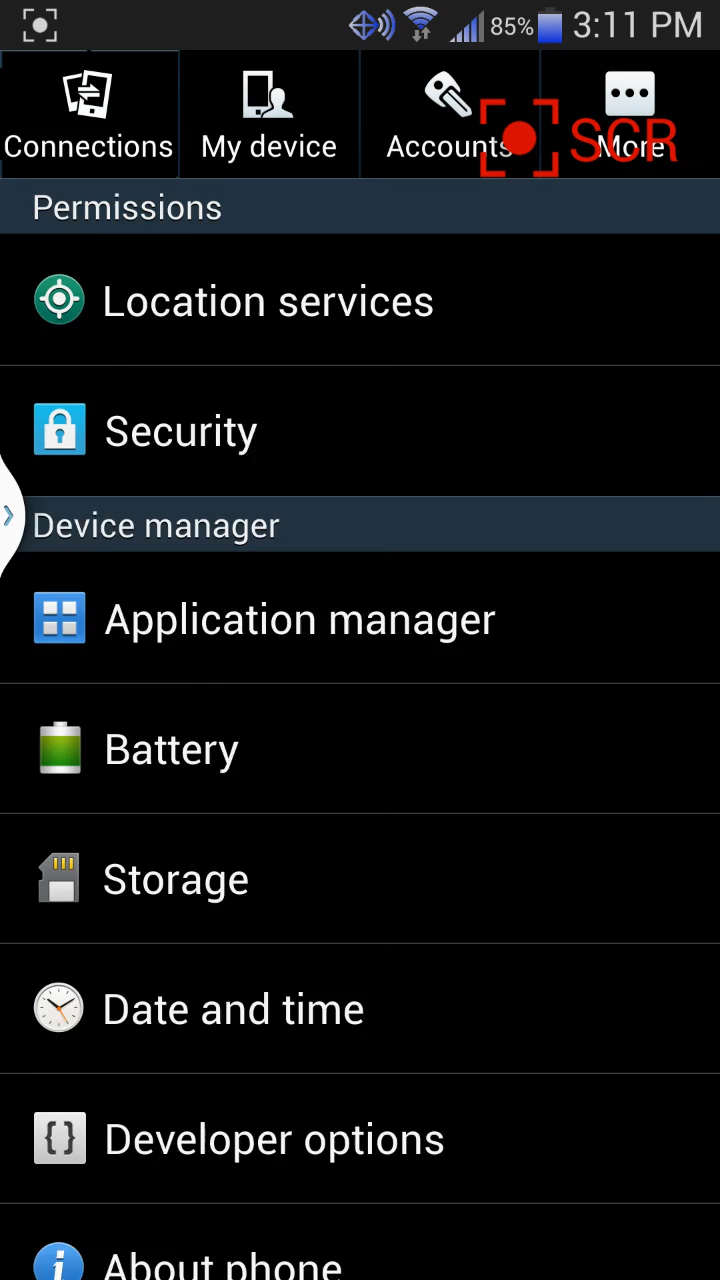 85% 3:11 PM
Connections My device Accounts More
SCR
Permissions
Location services
Security
Device manager
Application manager
Battery
Storage
Date and time
{} Developer options
i About phone